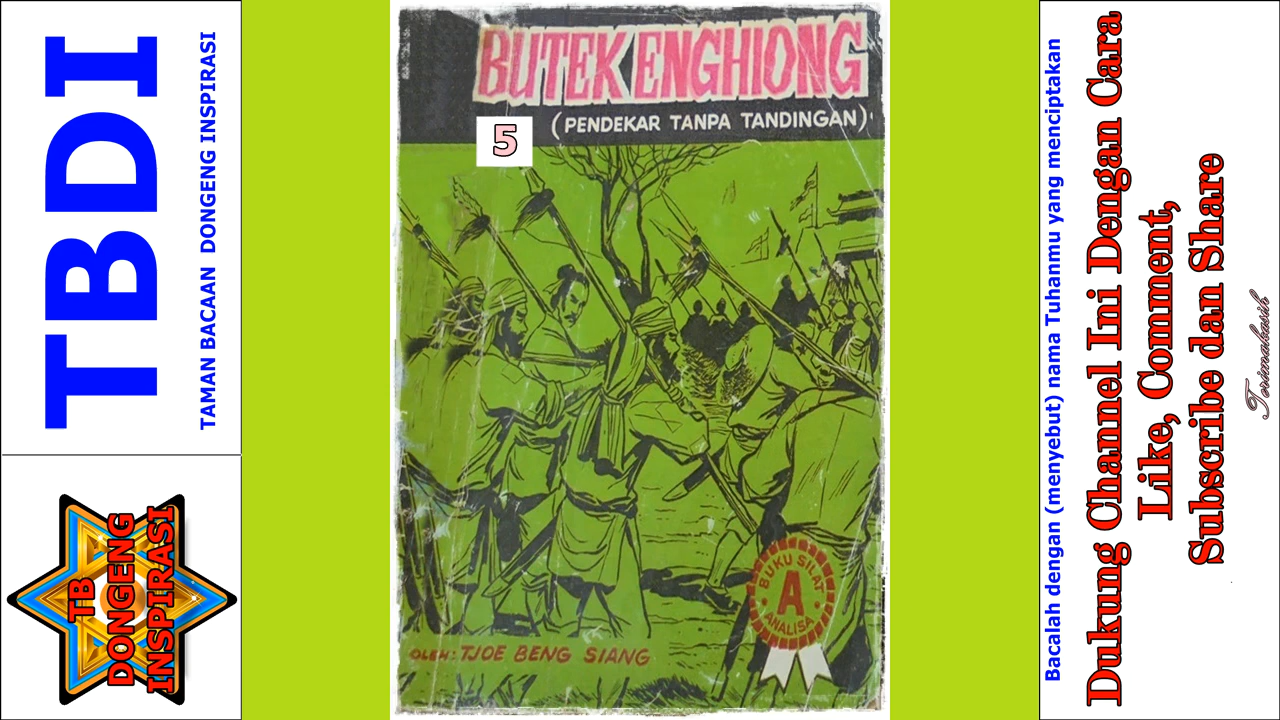 TBDI
TAMAN BACAAN DONGENG INSPIRASI
TB
DONGENG
INSPIRASI
BUTEK ENGHIONG
(PENDEKAR TANPA TANDINGAN)
5
BUKU SILAT
A
ANALISA
OLEH: TJOE BENG SIANG
Bacalah dengan (menyebut) nama Tuhanmu yang menciptakan
Dukung Channel Ini Dengan Cara
Like, Comment,
Subscribe dan Share
Terimakasih